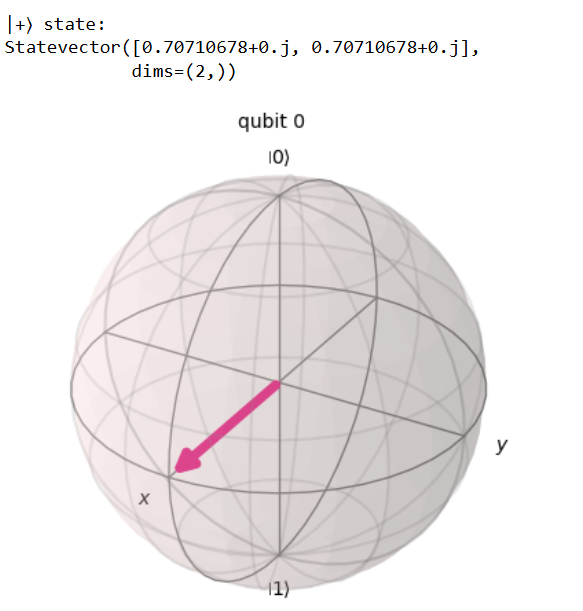 |+⟩ state:
Statevector([0.70710678+0.j, 0.70710678+0.j],
            dims=(2,))
qubit 0
|0⟩
y
x
|1⟩